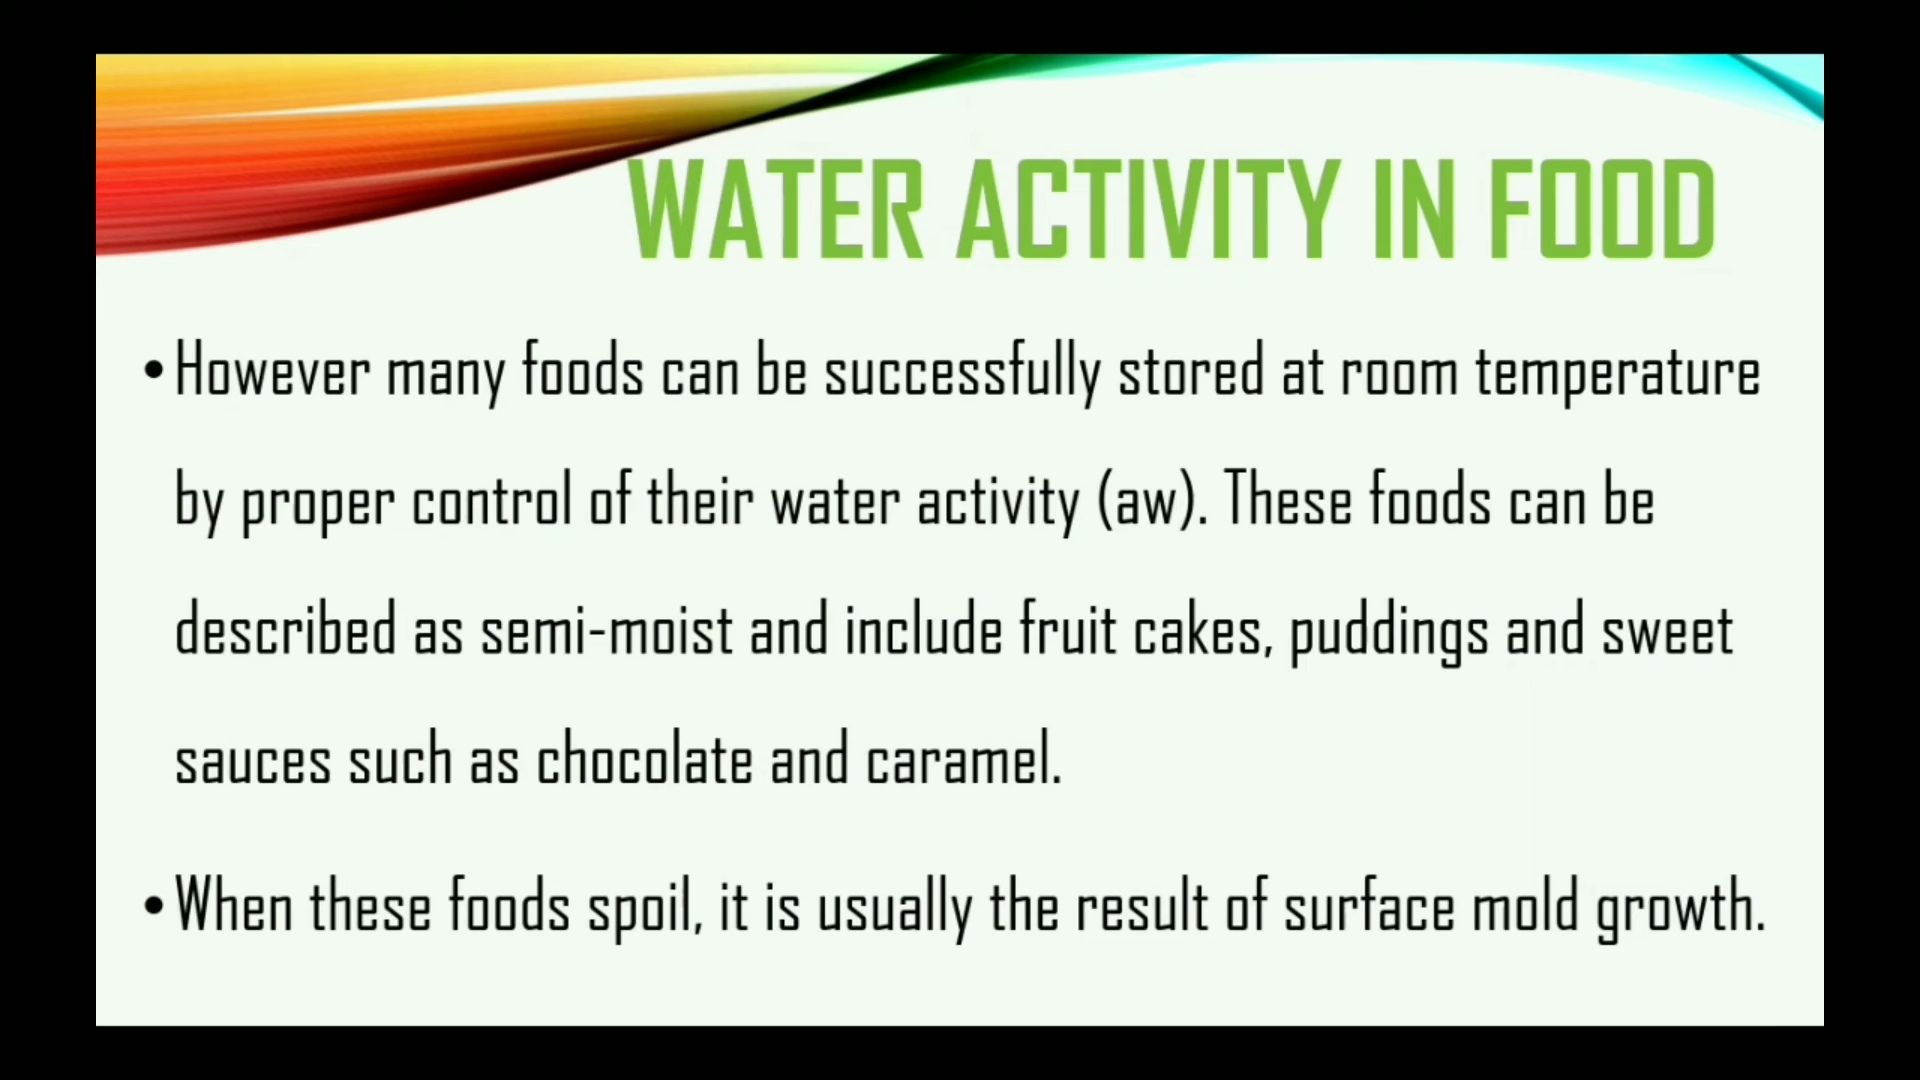 WATER ACTIVITY IN FOOD
• However many foods can be successfully stored at room temperature
by proper control of their water activity (aw). These foods can be
described as semi-moist and include fruit cakes, puddings and sweet
sauces such as chocolate and caramel.
• When these foods spoil, it is usually the result of surface mold growth.